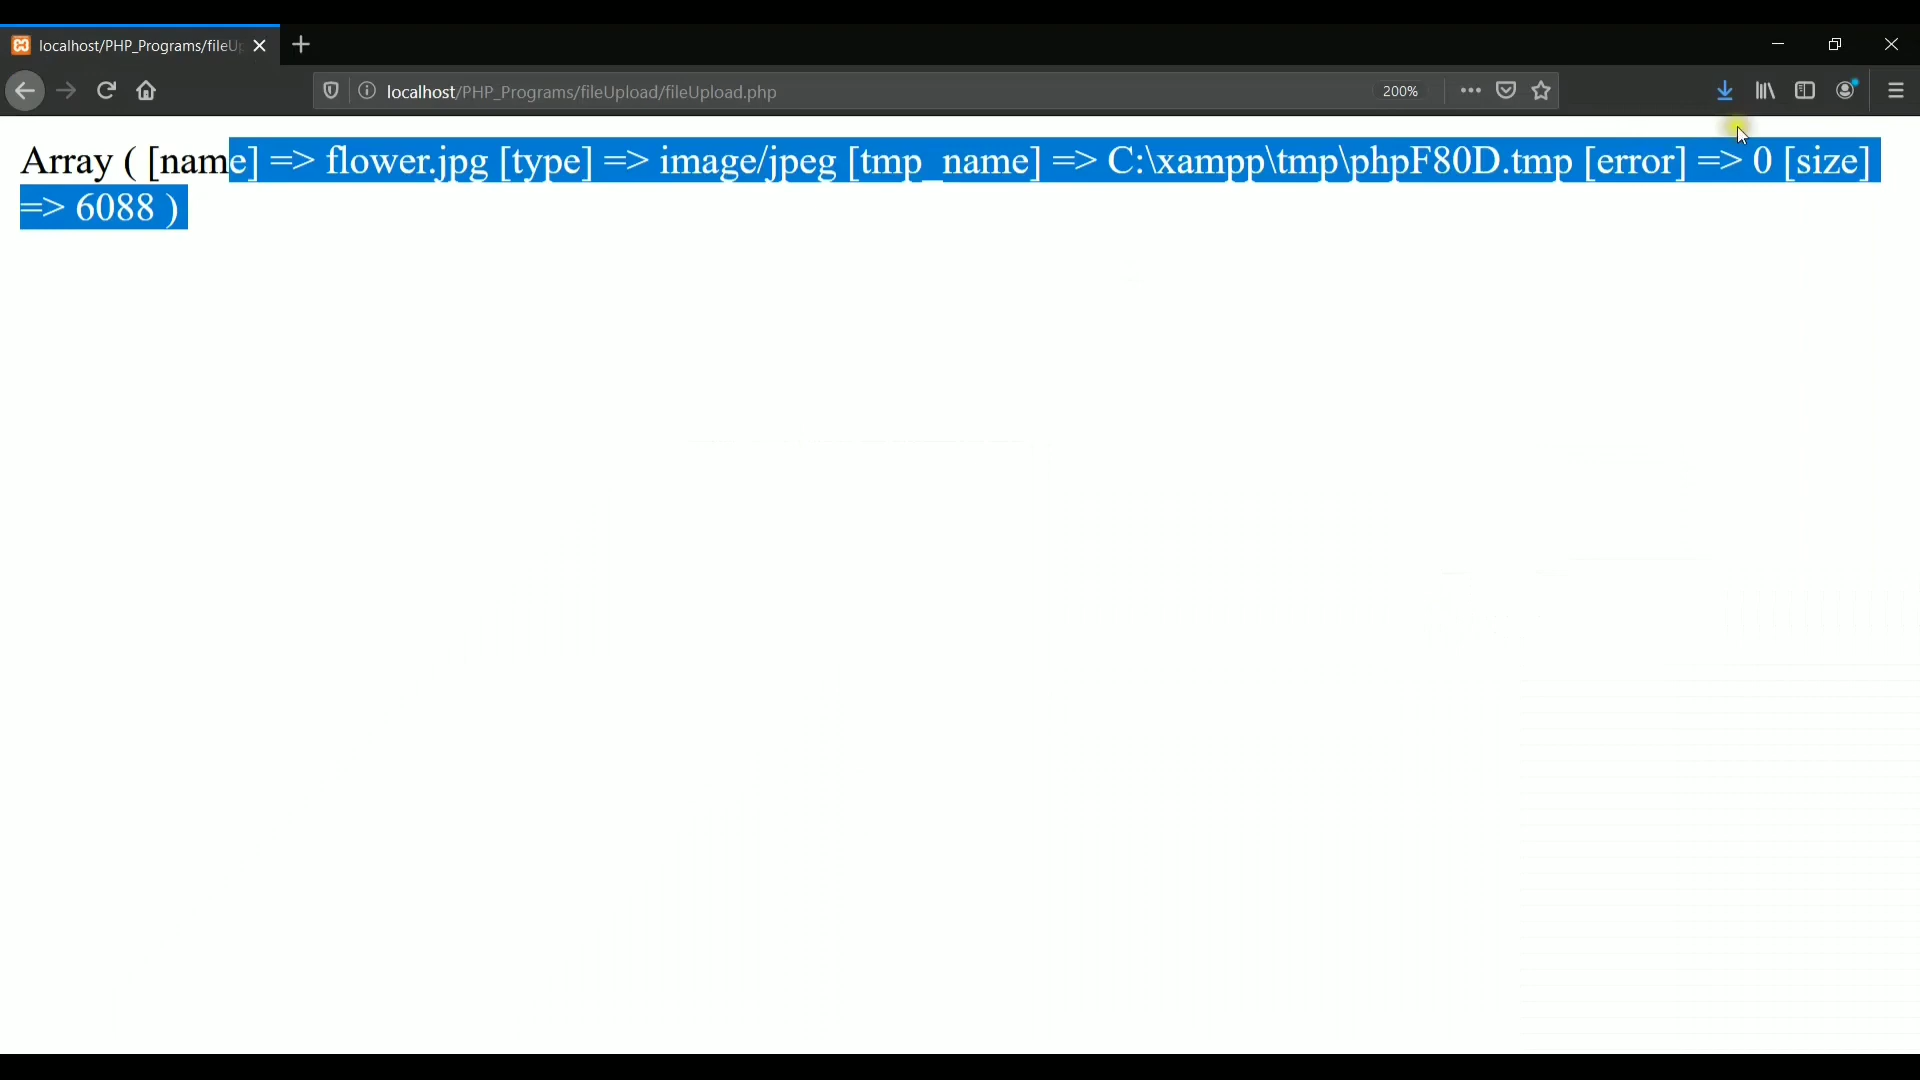 localhost/PHP_Programs/fileUp
localhost/PHP_Programs/fileUpload/fileUpload.php
200%
Array ( [name] => flower.jpg [type] => image/jpeg [tmp_name] => C:\xampp\tmp\phpF80D.tmp [error] => 0 [size]
=> 6088 )